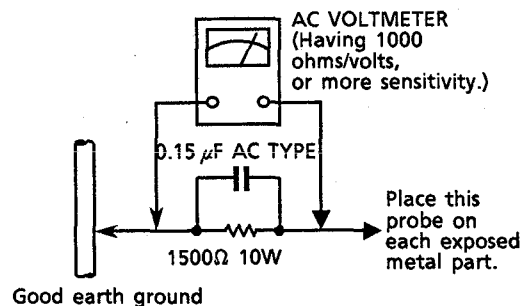 AC VOLTMETER
(Having 1000
ohms/volts,
or more sensitivity.)
0.15 µF AC TYPE
1500Ω 10W
Place this
probe on
each exposed
metal part.
Good earth ground